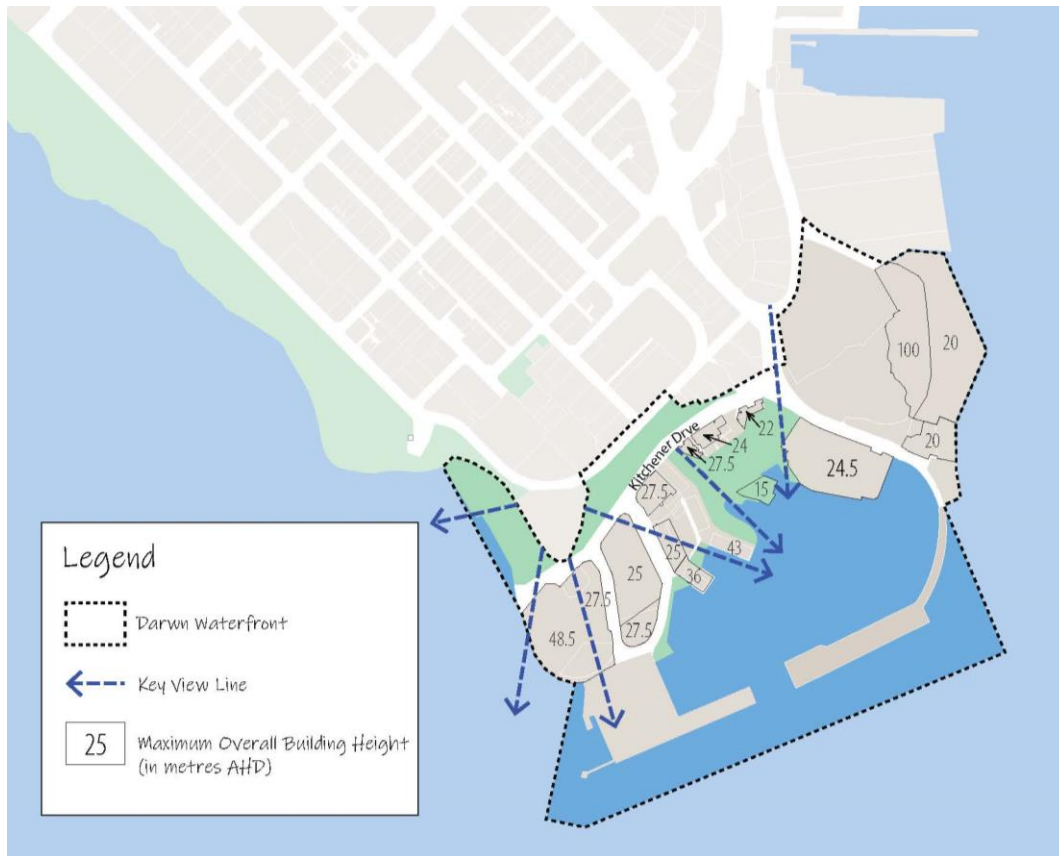 100
20
20
22
24
27.5
Kitchener Drve
24.5
15
27.5
43
25
36
25
27.5
27.5
48.5
Legend
Darwn Waterfront
Key View Line
25
Maximum Overall Building Height
(in metres AHD)